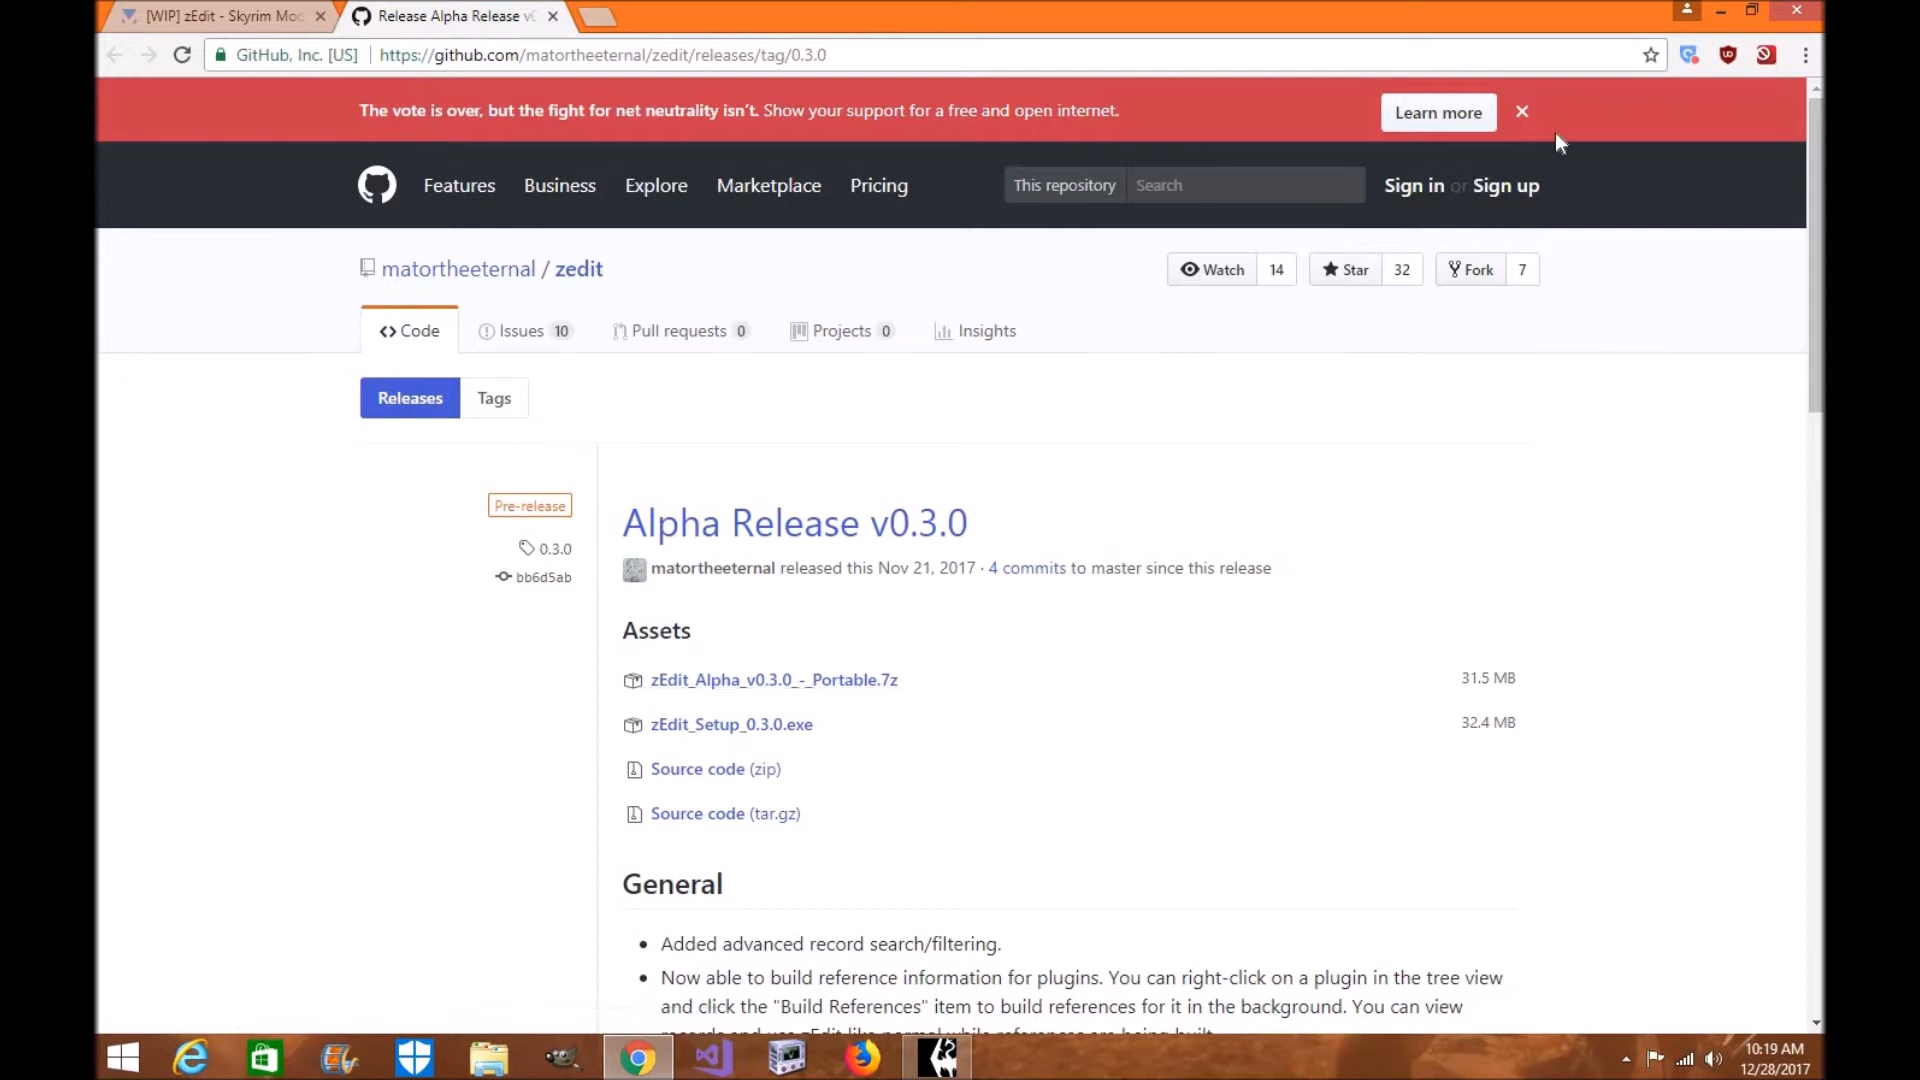 [WIP] zEdit - Skyrim Mo
Release Alpha Release v
GitHub, Inc. [US]
https://github.com/matortheeternal/zedit/releases/tag/0.3.0
The vote is over, but the fight for net neutrality isn't. Show your support for a free and open internet.
Learn more
Features
Business
Explore
Marketplace
Pricing
This repository
Search
Sign in or Sign up
matortheeternal / zedit
Watch 14
Star 32
Fork 7
Code
Issues 10
Pull requests 0
Projects 0
Insights
Releases
Tags
Pre-release
0.3.0
bb6d5ab
Alpha Release v0.3.0
matortheeternal released this Nov 21, 2017 · 4 commits to master since this release
Assets
zEdit_Alpha_v0.3.0_-_Portable.7z
31.5 MB
zEdit_Setup_0.3.0.exe
32.4 MB
Source code (zip)
Source code (tar.gz)
General
Added advanced record search/filtering.
Now able to build reference information for plugins. You can right-click on a plugin in the tree view
and click the "Build References" item to build references for it in the background. You can view
10:19 AM
12/28/2017